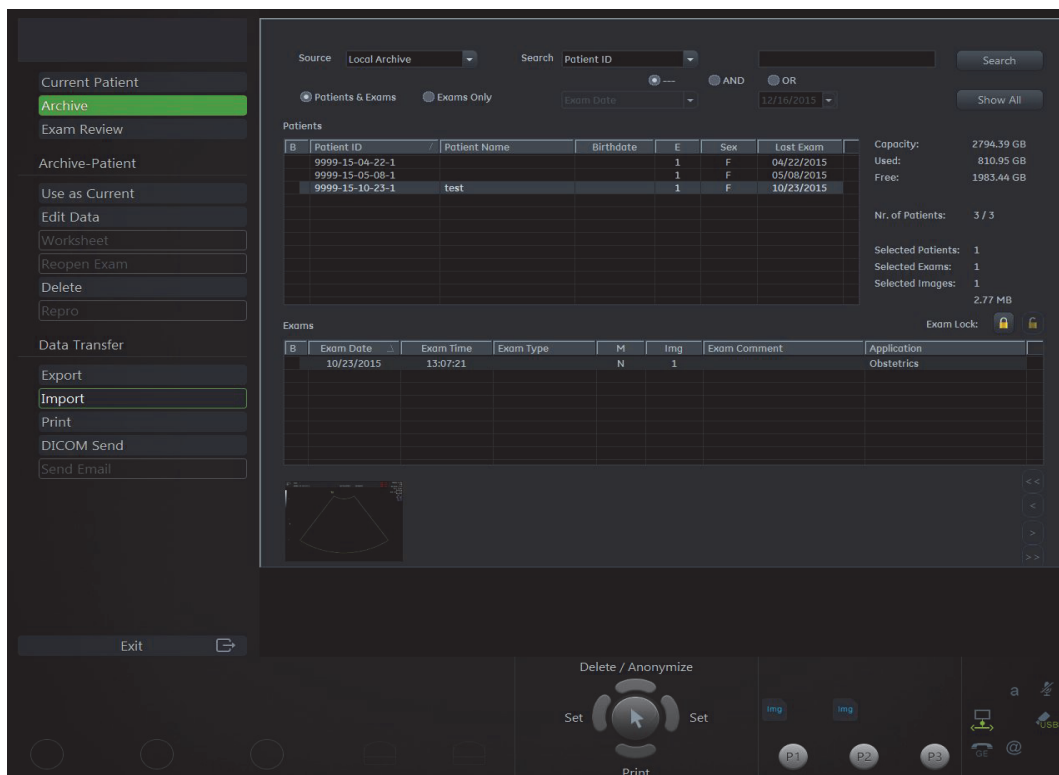 Source Local Archive Search Patient ID Search
--- AND OR
Patients & Exams Exams Only Exam Date 12/16/2015 Show All
Current Patient
Archive
Exam Review
Archive-Patient
Use as Current
Edit Data
Worksheet
Reopen Exam
Delete
Repro
Data Transfer
Export
Import
Print
DICOM Send
Send Email
Exit
Patients
B Patient ID / Patient Name Birthdate E Sex Last Exam
9999-15-04-22-1 1 F 04/22/2015
9999-15-05-08-1 1 F 05/08/2015
9999-15-10-23-1 test 1 F 10/23/2015
Capacity: 2794.39 GB
Used: 810.95 GB
Free: 1983.44 GB
Nr. of Patients: 3 / 3
Selected Patients: 1
Selected Exams: 1
Selected Images: 1
2.77 MB
Exams
Exam Lock:
B Exam Date Exam Time Exam Type M Img Exam Comment Application
10/23/2015 13:07:21 N 1 Obstetrics
<<
<
>
>>
Delete / Anonymize
Set Set
Print
Img Img
P1 P2 P3
a
USB
GE @